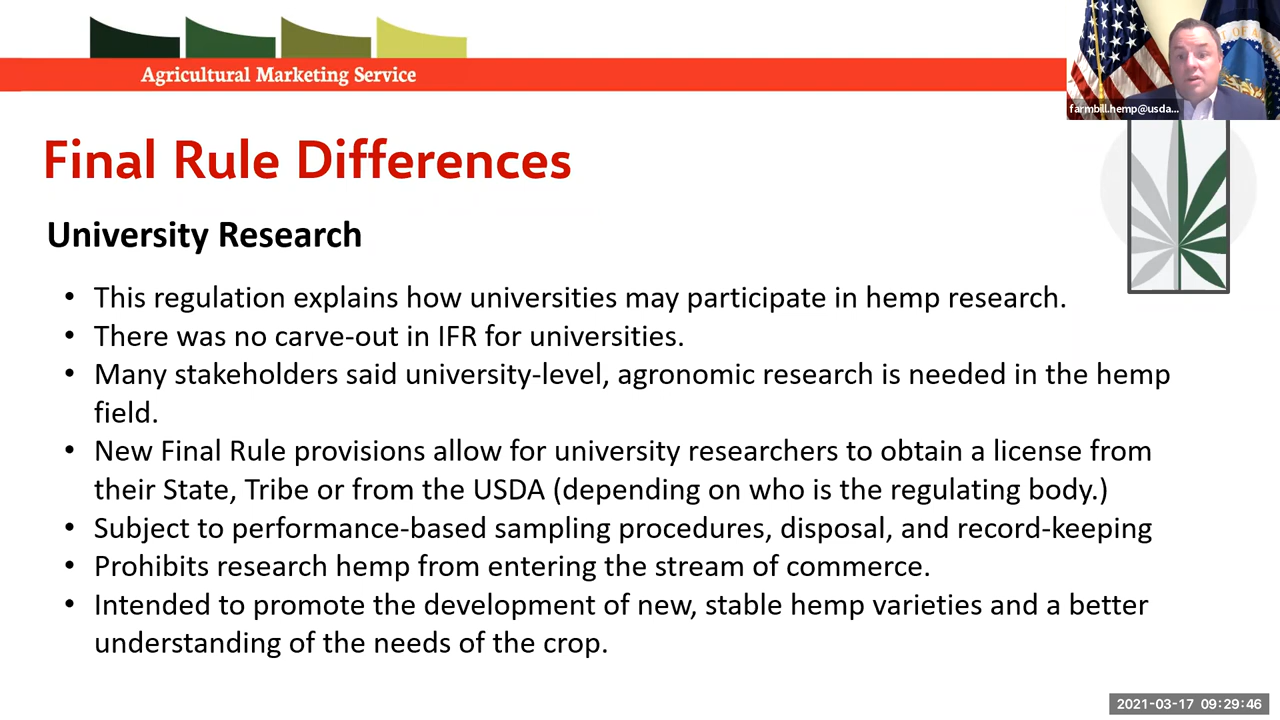 Agricultural Marketing Service
farmbill.hemp@usda...
Final Rule Differences
University Research
• This regulation explains how universities may participate in hemp research.
• There was no carve-out in IFR for universities.
• Many stakeholders said university-level, agronomic research is needed in the hemp
field.
• New Final Rule provisions allow for university researchers to obtain a license from
their State, Tribe or from the USDA (depending on who is the regulating body.)
• Subject to performance-based sampling procedures, disposal, and record-keeping
• Prohibits research hemp from entering the stream of commerce.
• Intended to promote the development of new, stable hemp varieties and a better
understanding of the needs of the crop.
2021-03-17 09:29:46